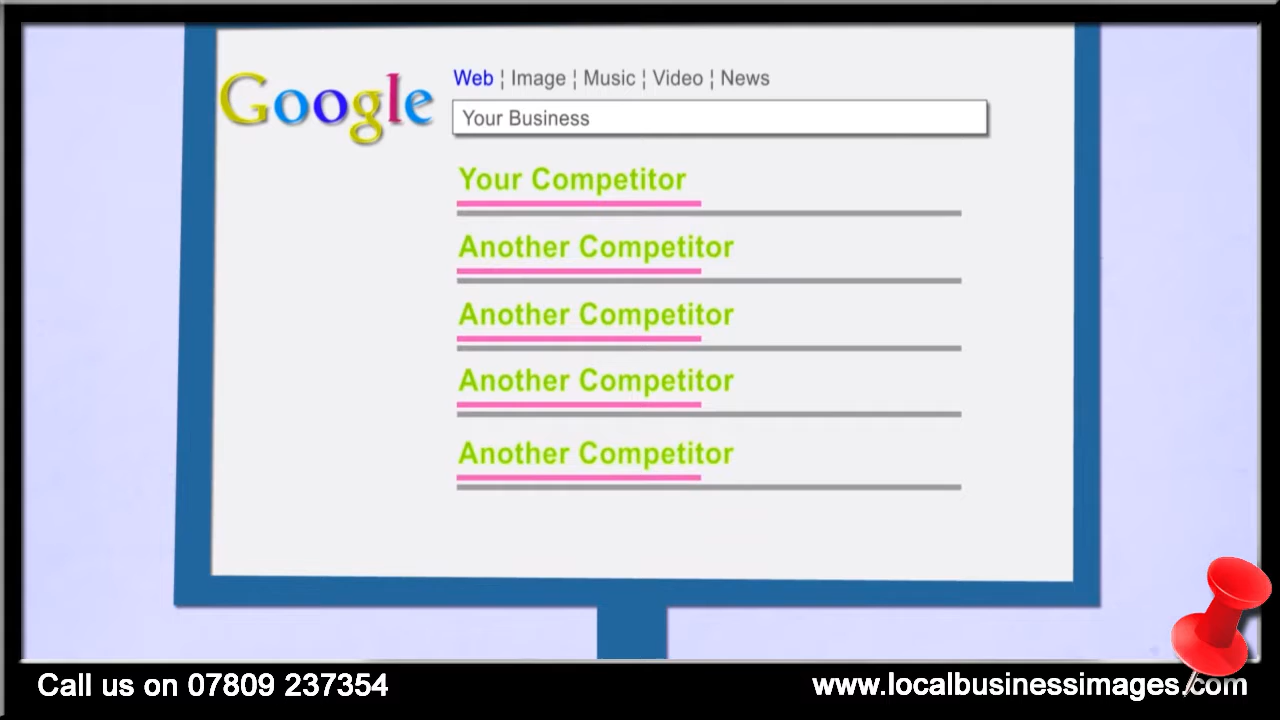 Google
Web ¦ Image ¦ Music ¦ Video ¦ News
Your Business
Your Competitor
Another Competitor
Another Competitor
Another Competitor
Another Competitor
Call us on 07809 237354
www.localbusinessimages.com